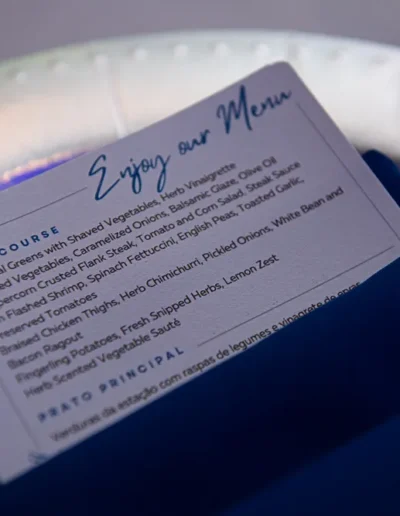 Enjoy our Menu
COURSE
Greens with Shaved Vegetables, Herb Vinaigrette
Vegetables, Caramelized Onions, Balsamic Glaze, Olive Oil
Crusted Flank Steak, Tomato and Corn Salad, Steak Sauce
Flashed Shrimp, Spinach Fettuccini, English Peas, Toasted Garlic,
Tomatoes
Braised Chicken Thighs, Herb Chimichurri, Pickled Onions, White Bean and
Bacon Ragout
Fingerling Potatoes, Fresh Snipped Herbs, Lemon Zest
Herb Scented Vegetable Sauté
PRATO PRINCIPAL
Verduras da estação com raspas de legumes e vinagrete de ervas